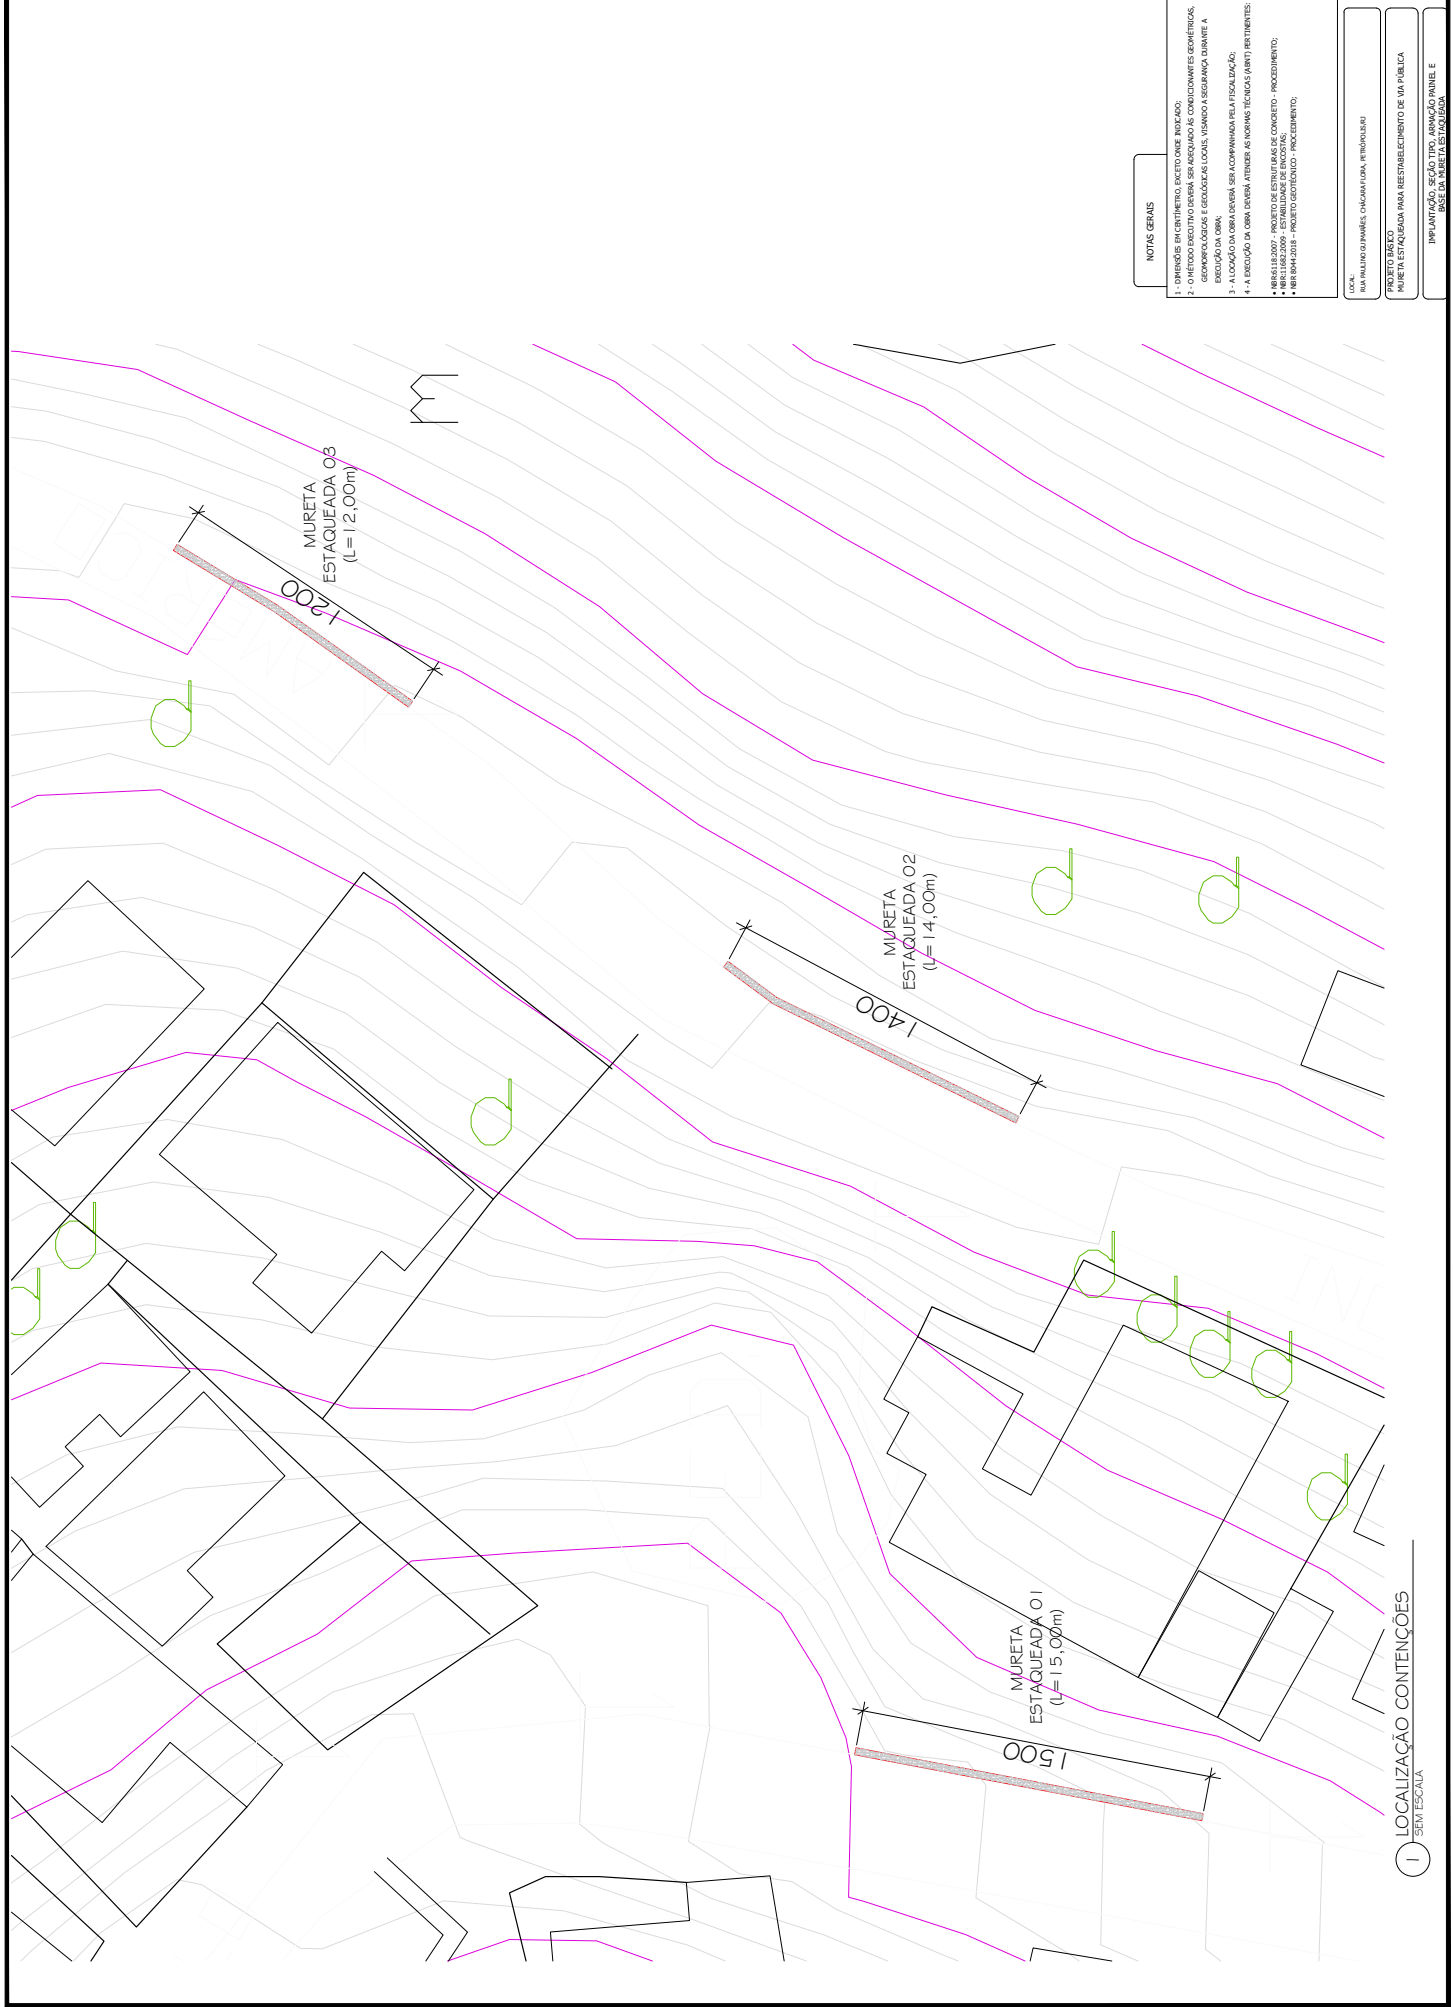 NOTAS GERAIS
1 - DIMENSÕES EM CENTÍMETRO, EXCETO ONDE INDICADO;
2 - O MÉTODO EXECUTIVO DEVERÁ SER ADEQUADO ÀS CONDICIONANTES GEOMÉTRICAS,
GEOMORFOLÓGICAS E GEOLÓGICAS LOCAIS, VISANDO A SEGURANÇA DURANTE A
EXECUÇÃO DA OBRA;
3 - A LOCAÇÃO DA OBRA DEVERÁ SER ACOMPANHADA PELA FISCALIZAÇÃO;
4 - A EXECUÇÃO DA OBRA DEVERÁ ATENDER AS NORMAS TÉCNICAS (ABNT) PERTINENTES:
• NBR:6118:2007 - PROJETO DE ESTRUTURAS DE CONCRETO - PROCEDIMENTO;
• NBR:11682:2009 - ESTABILIDADE DE ENCOSTAS;
• NBR 8044:2018 - PROJETO GEOTÉCNICO - PROCEDIMENTO;
LOCAL:
RUA PAULINO GUIMARÃES, CHÁCARA FLORA, PETRÓPOLIS/RJ
PROJETO BÁSICO
MURETA ESTAQUEADA PARA REESTABELECIMENTO DE VIA PÚBLICA
IMPLANTAÇÃO, SEÇÃO TIPO, ARMAÇÃO PAINEL E
BASE DA MURETA ESTAQUEADA
MURETA
ESTAQUEADA 03
(L=12,00m)
1200
MURETA
ESTAQUEADA 02
(L=14,00m)
1400
MURETA
ESTAQUEADA 01
(L=15,00m)
1500
1
LOCALIZAÇÃO CONTENÇÕES
SEM ESCALA